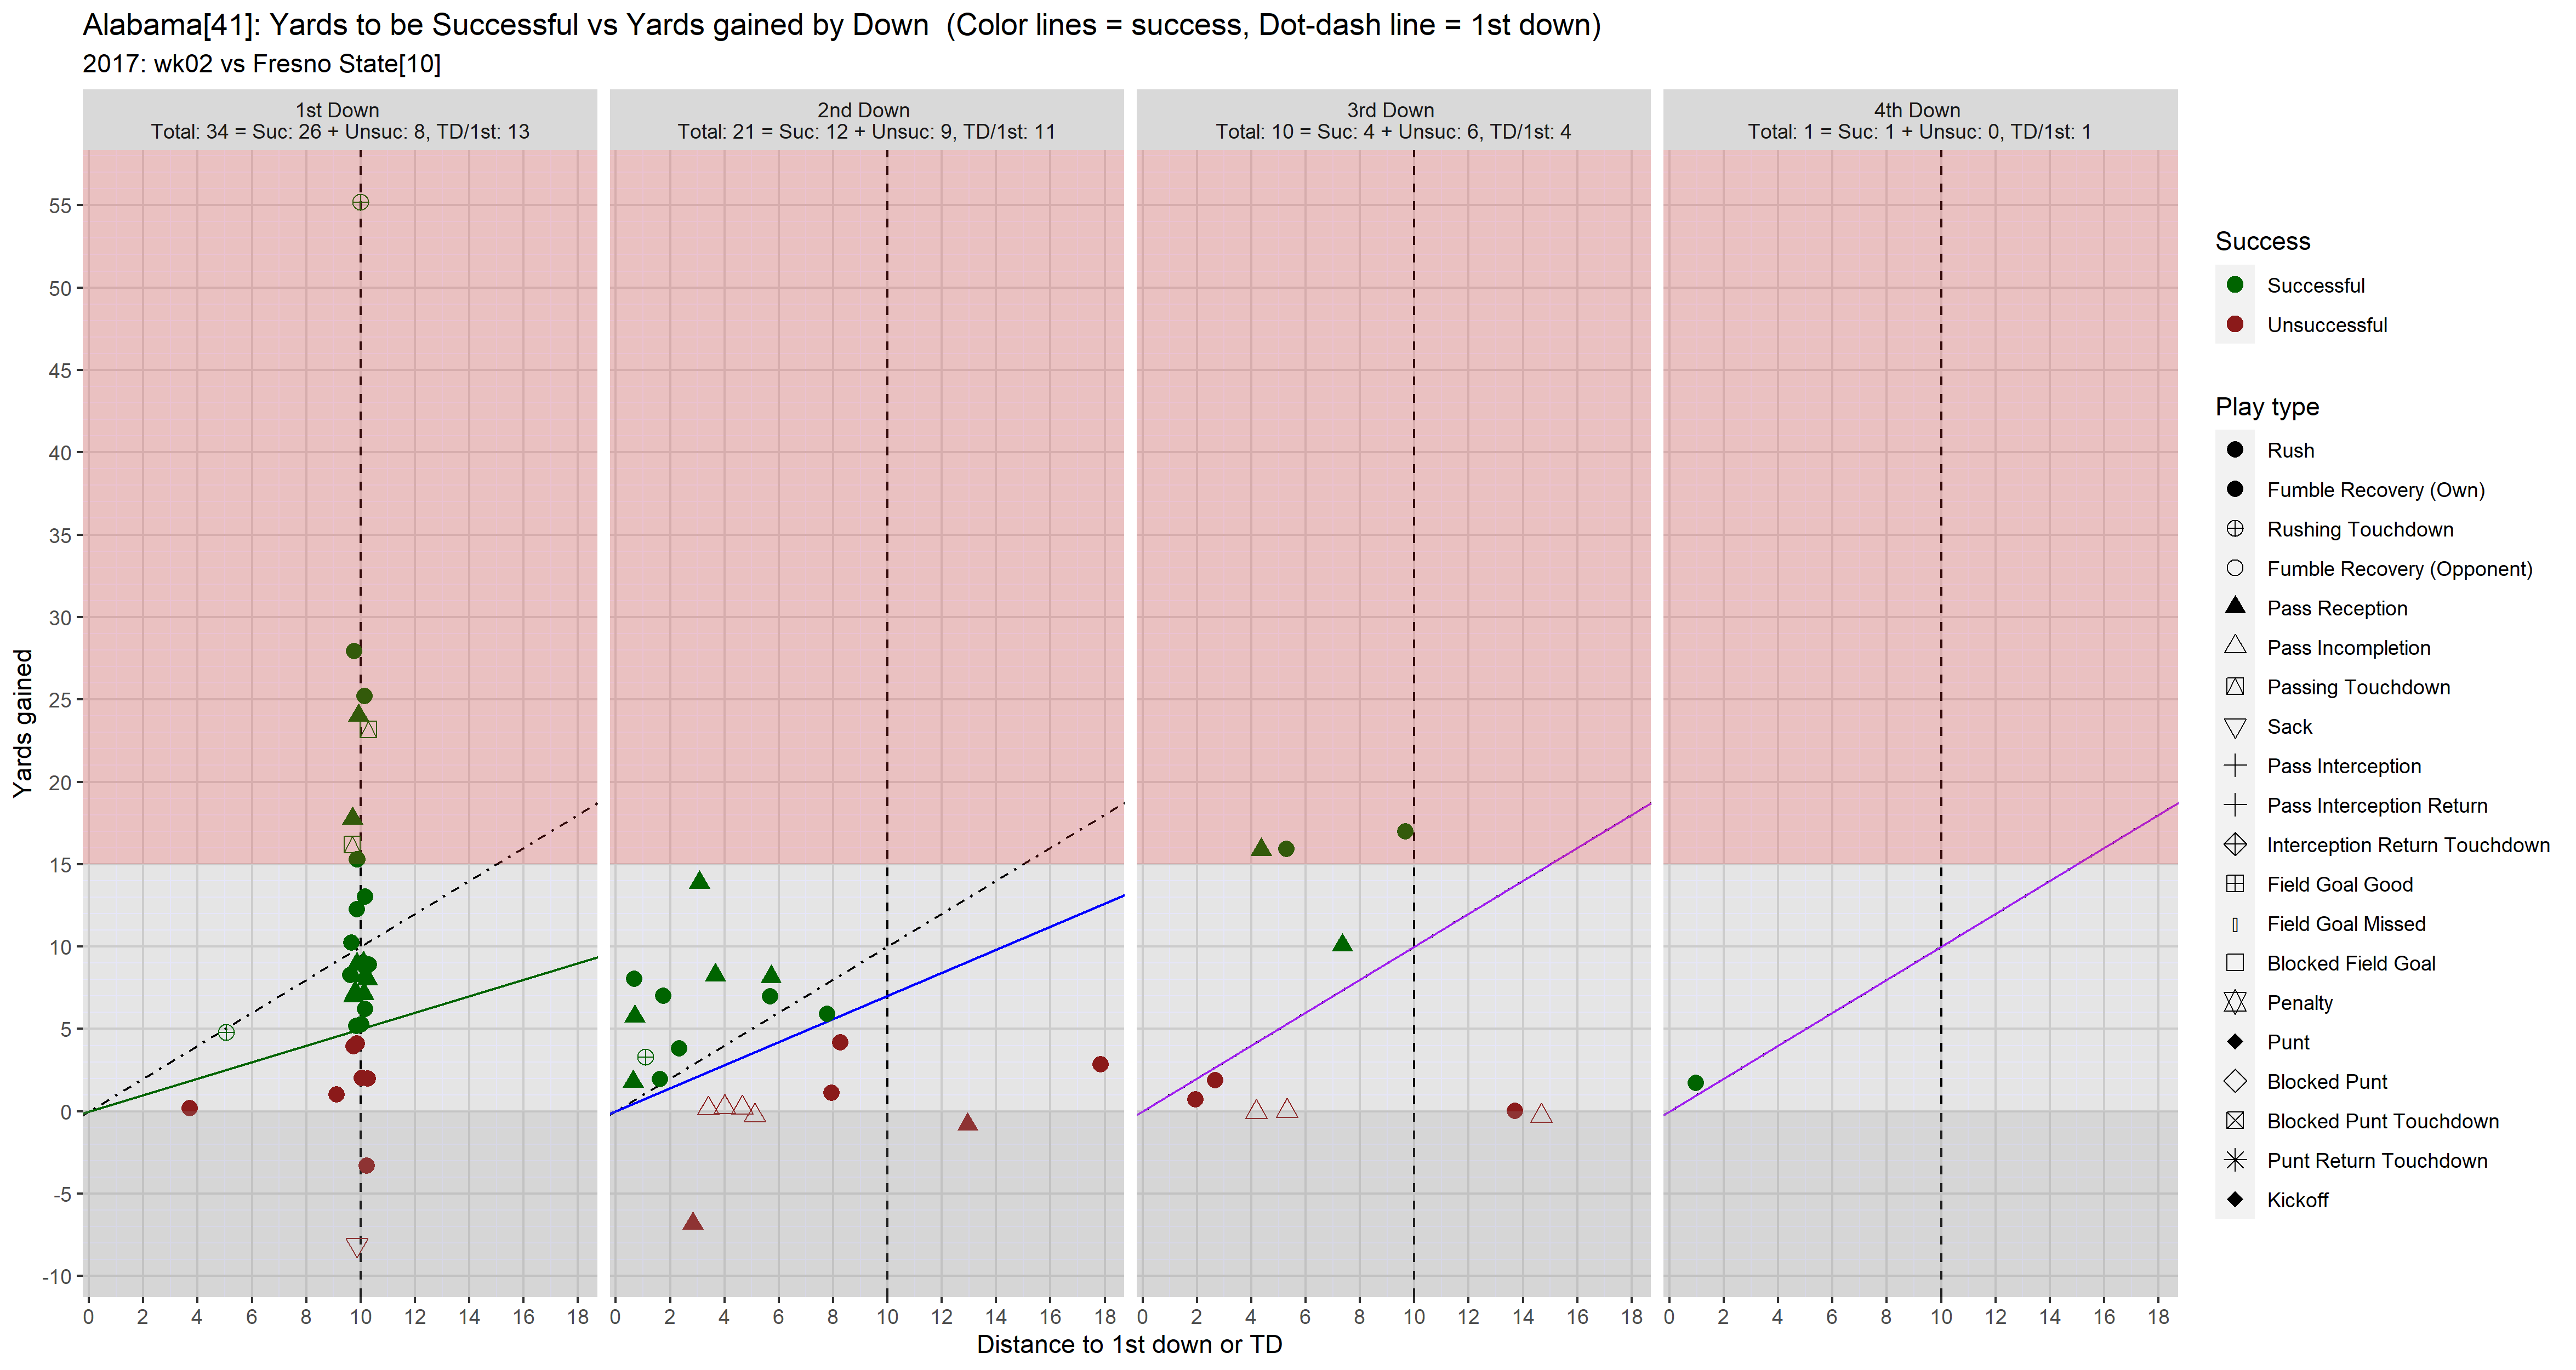 Alabama[41]: Yards to be Successful vs Yards gained by Down  (Color lines = success, Dot-dash line = 1st down)
2017: wk02 vs Fresno State[10]
1st Down
Total: 34 = Suc: 26 + Unsuc: 8, TD/1st: 13
2nd Down
Total: 21 = Suc: 12 + Unsuc: 9, TD/1st: 11
3rd Down
Total: 10 = Suc: 4 + Unsuc: 6, TD/1st: 4
4th Down
Total: 1 = Suc: 1 + Unsuc: 0, TD/1st: 1
Yards gained
55
50
45
40
35
30
25
20
15
10
5
0
-5
-10
0 2 4 6 8 10 12 14 16 18
0 2 4 6 8 10 12 14 16 18
0 2 4 6 8 10 12 14 16 18
0 2 4 6 8 10 12 14 16 18
Distance to 1st down or TD
Success
Successful
Unsuccessful
Play type
Rush
Fumble Recovery (Own)
Rushing Touchdown
Fumble Recovery (Opponent)
Pass Reception
Pass Incompletion
Passing Touchdown
Sack
Pass Interception
Pass Interception Return
Interception Return Touchdown
Field Goal Good
Field Goal Missed
Blocked Field Goal
Penalty
Punt
Blocked Punt
Blocked Punt Touchdown
Punt Return Touchdown
Kickoff